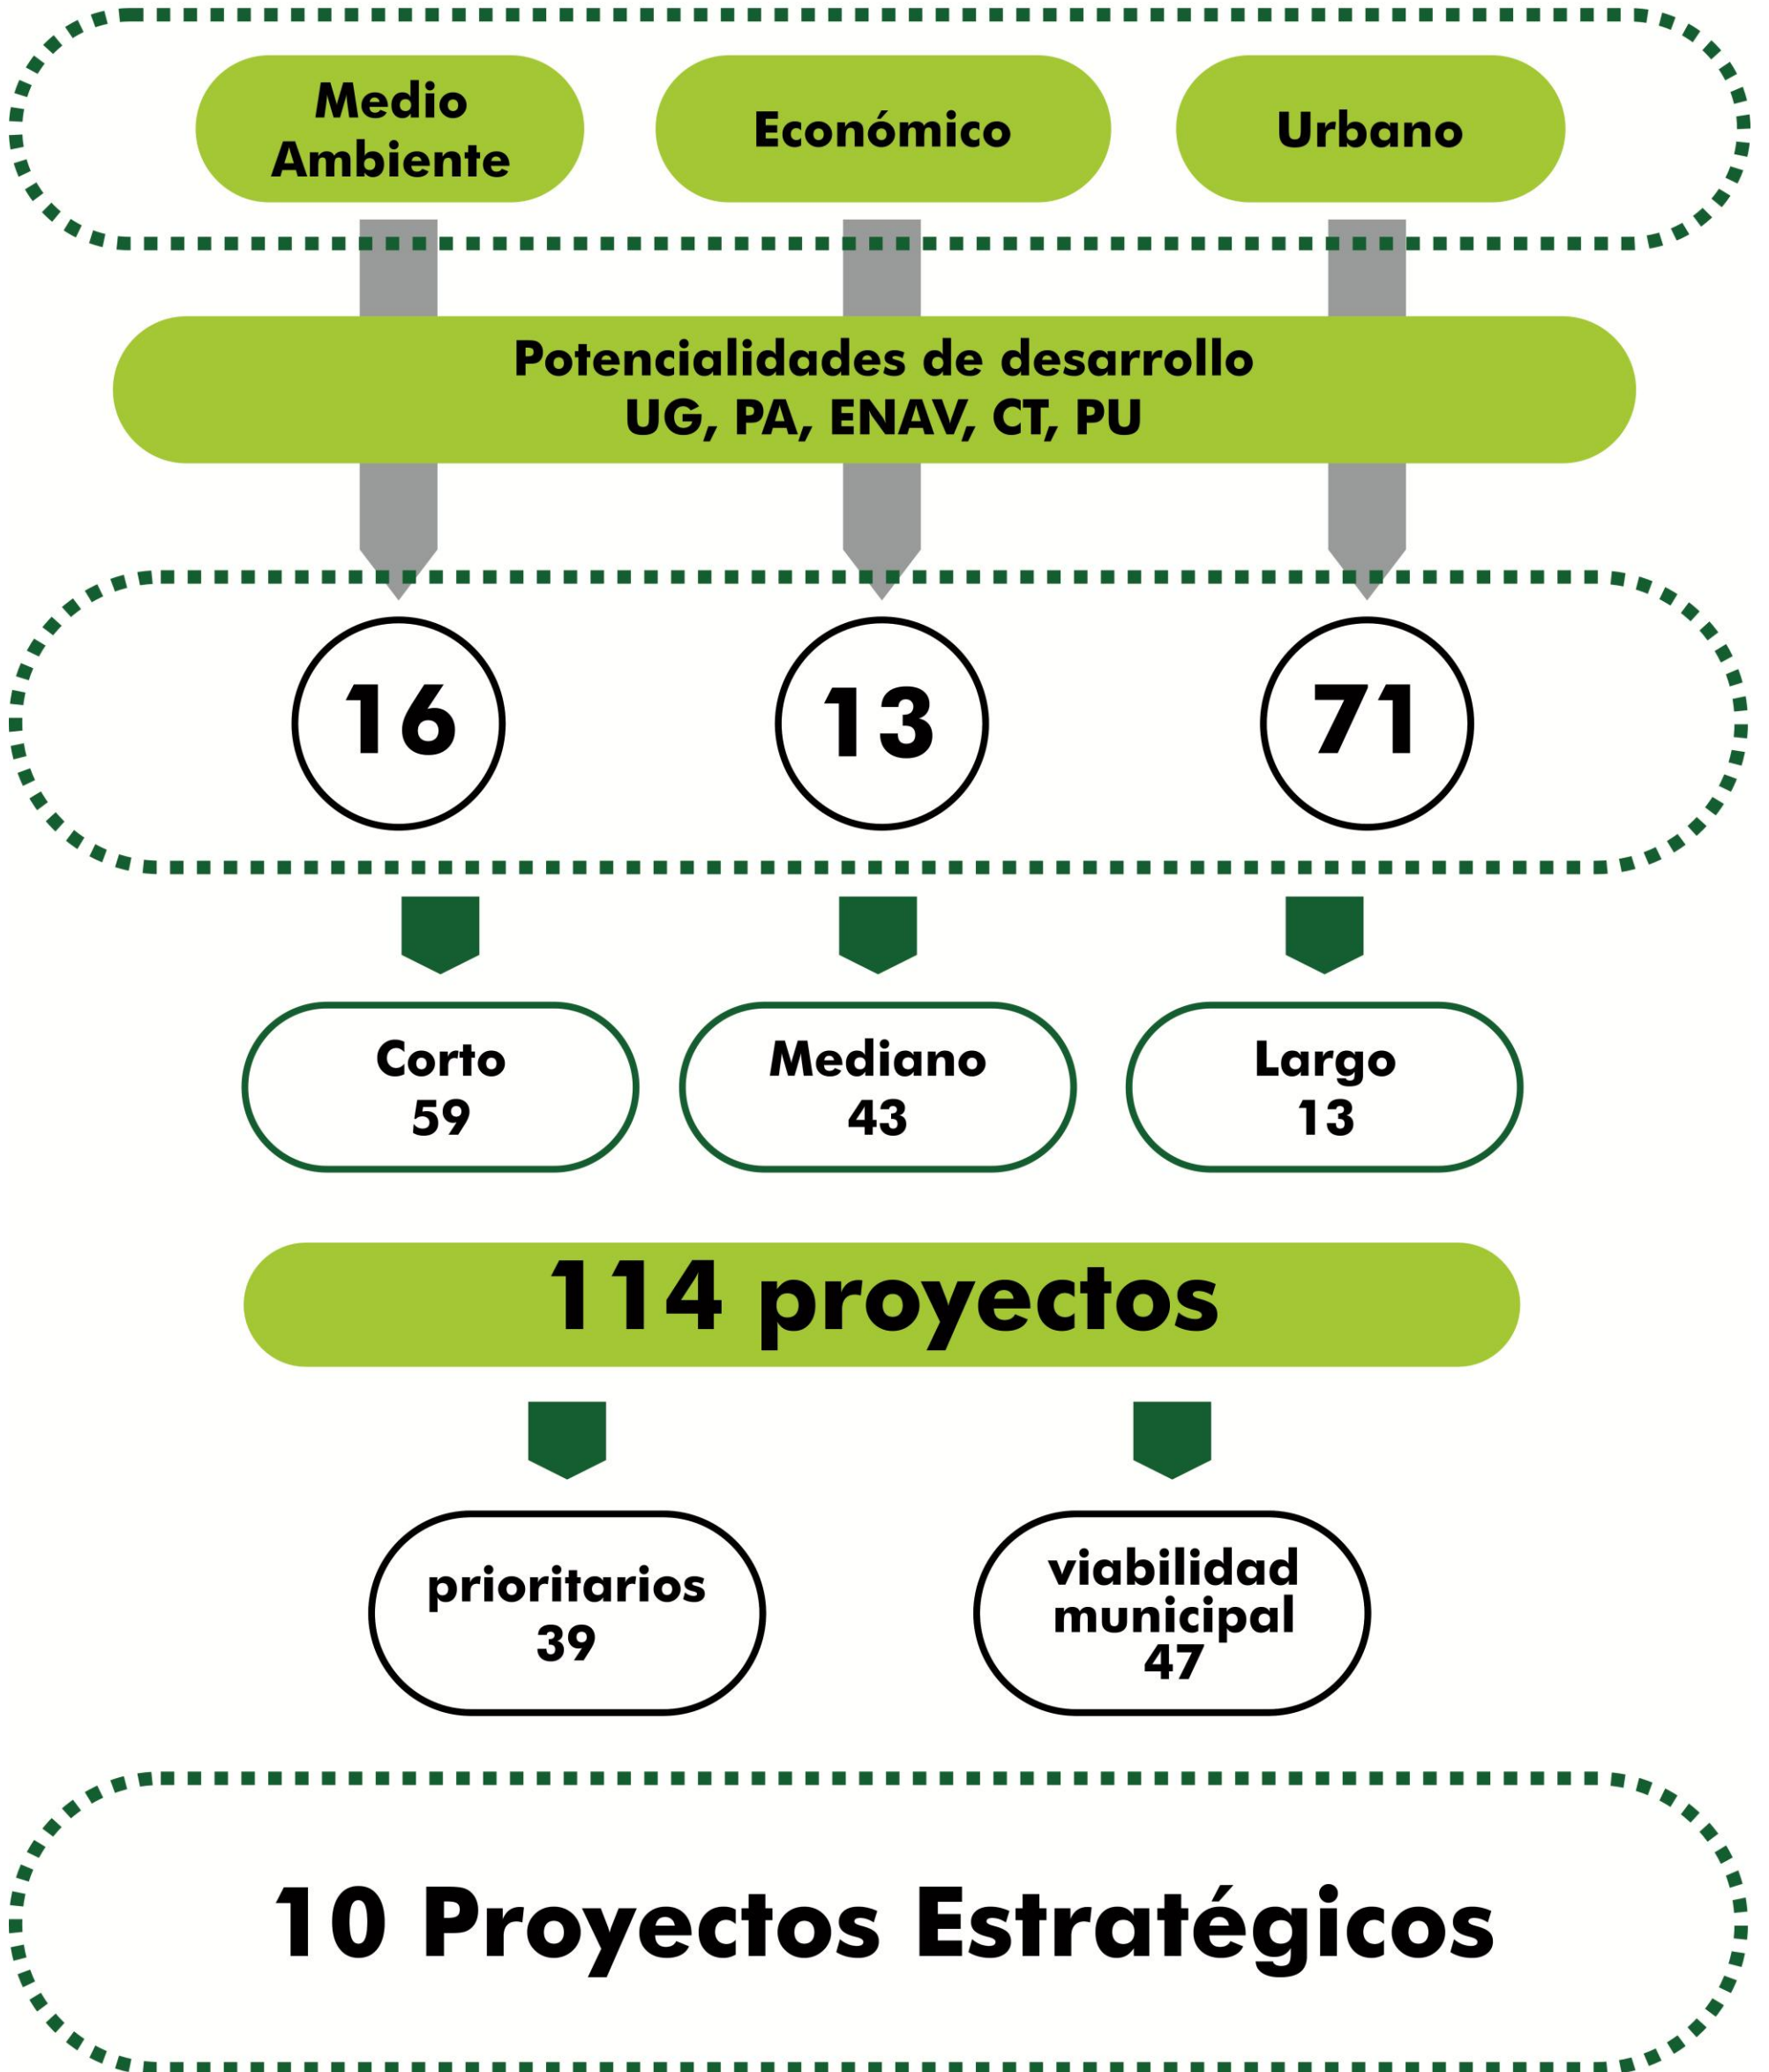 Medio
Ambiente
Económico
Urbano
Potencialidades de desarrollo
UG, PA, ENAV, CT, PU
16
13
71
Corto
59
Mediano
43
Largo
13
114 proyectos
prioritarios
39
viabilidad
municipal
47
10 Proyectos Estratégicos